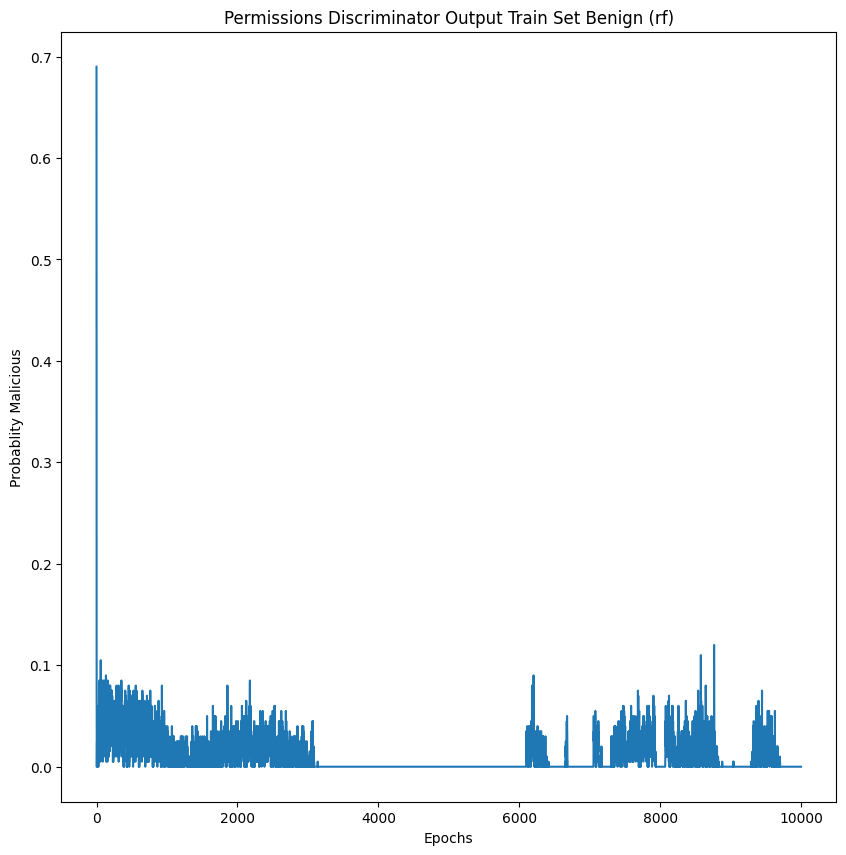 Permissions Discriminator Output Train Set Benign (rf)
0.7
0.6
0.5
0.4
0.3
0.2
0.1
0.0
Probablity Malicious
0 2000 4000 6000 8000 10000
Epochs